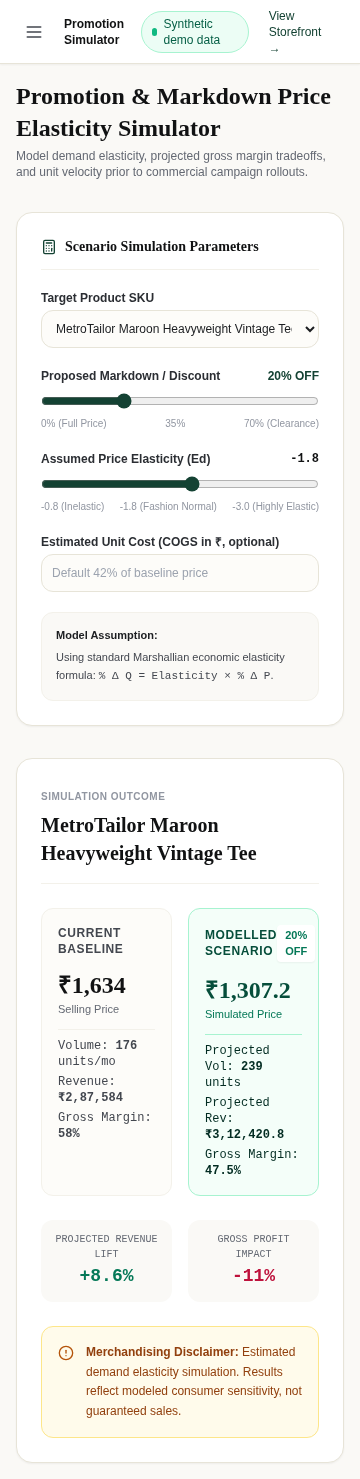 Promotion Simulator
Synthetic demo data
View Storefront →
Promotion & Markdown Price
Elasticity Simulator
Model demand elasticity, projected gross margin tradeoffs,
and unit velocity prior to commercial campaign rollouts.
Scenario Simulation Parameters
Target Product SKU
MetroTailor Maroon Heavyweight Vintage Te
Proposed Markdown / Discount 20% OFF
0% (Full Price) 35% 70% (Clearance)
Assumed Price Elasticity (Ed) -1.8
-0.8 (Inelastic) -1.8 (Fashion Normal) -3.0 (Highly Elastic)
Estimated Unit Cost (COGS in ₹, optional)
Default 42% of baseline price
Model Assumption:
Using standard Marshallian economic elasticity
formula: % Δ Q = Elasticity × % Δ P.
SIMULATION OUTCOME
MetroTailor Maroon
Heavyweight Vintage Tee
CURRENT
BASELINE
₹1,634
Selling Price
Volume: 176
units/mo
Revenue:
₹2,87,584
Gross Margin:
58%
MODELLED
SCENARIO
20%
OFF
₹1,307.2
Simulated Price
Projected
Vol: 239
units
Projected
Rev:
₹3,12,420.8
Gross Margin:
47.5%
PROJECTED REVENUE
LIFT
+8.6%
GROSS PROFIT
IMPACT
-11%
Merchandising Disclaimer: Estimated
demand elasticity simulation. Results
reflect modeled consumer sensitivity, not
guaranteed sales.